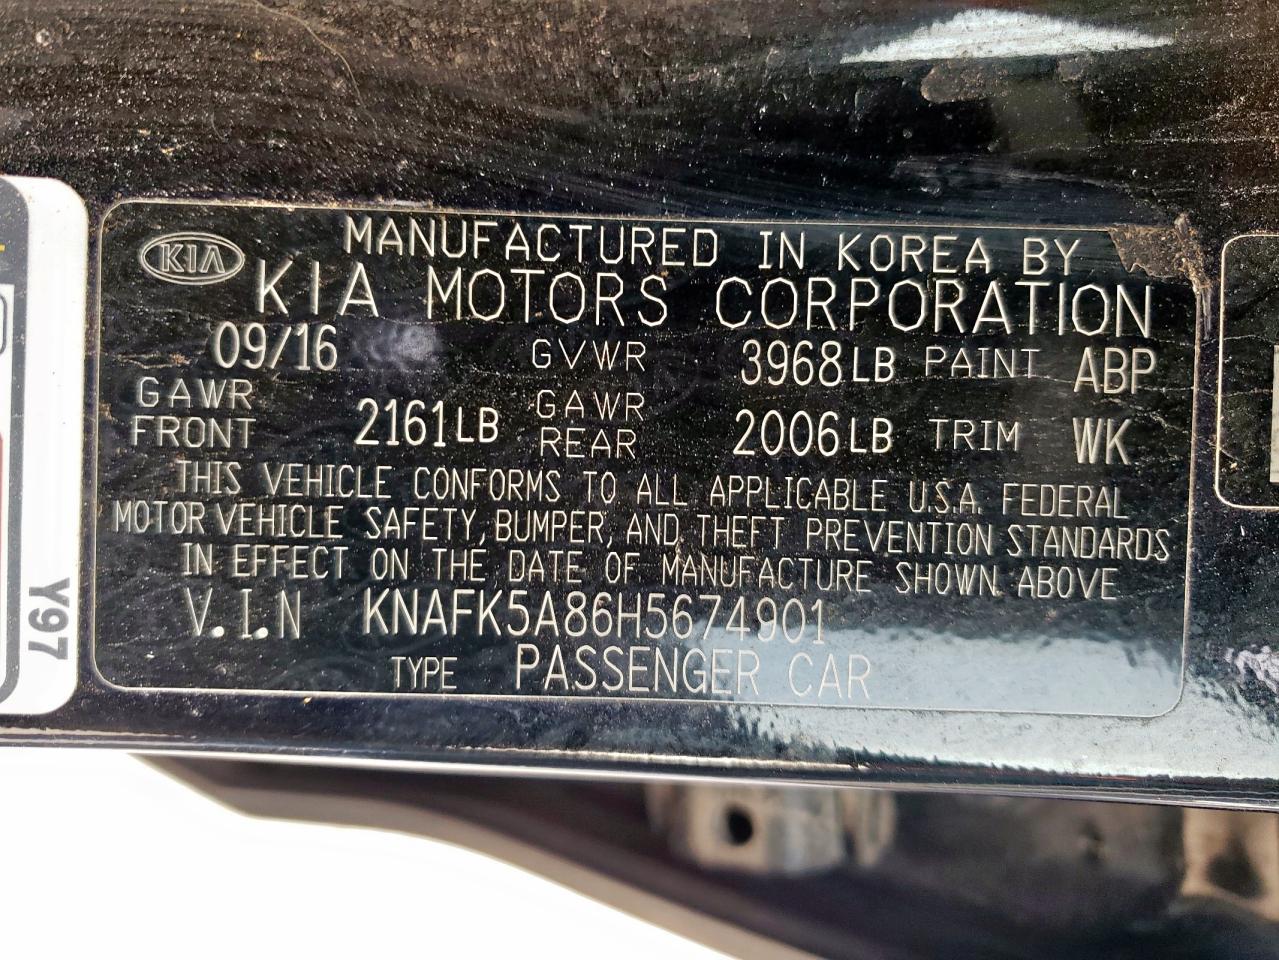 KIA MANUFACTURED IN KOREA BY
KIA MOTORS CORPORATION
09/16 GVWR 3968LB PAINT ABP
GAWR FRONT 2161LB GAWR REAR 2006LB TRIM WK
THIS VEHICLE CONFORMS TO ALL APPLICABLE U.S.A. FEDERAL
MOTOR VEHICLE SAFETY, BUMPER, AND THEFT PREVENTION STANDARDS
IN EFFECT ON THE DATE OF MANUFACTURE SHOWN ABOVE
V.I.N KNAFK5A86H5674901
TYPE PASSENGER CAR
Y97